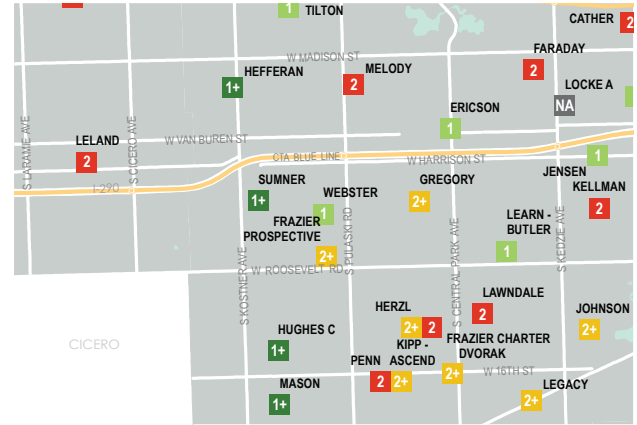 1
TILTON
CATHER
2
FARADAY
2
W MADISON ST
HEFFERAN
1+
MELODY
2
LOCKE A
NA
ERICSON
1
S LARAMIE AVE
S CICERO AVE
LELAND
2
W VAN BUREN ST
CTA BLUE LINE
W HARRISON ST
JENSEN
1
I-290
SUMNER
1+
WEBSTER
1
GREGORY
2+
KELLMAN
2
FRAZIER
PROSPECTIVE
2+
S PULASKI RD
LEARN -
BUTLER
1
S KEDZIE AVE
S KOSTNER AVE
W ROOSEVELT RD
S CENTRAL PARK AVE
LAWNDALE
2
HERZL
2+
2
JOHNSON
2+
CICERO
HUGHES C
1+
KIPP -
ASCEND
2+
PENN
2
FRAZIER CHARTER
DVORAK
2+
W 16TH ST
MASON
1+
LEGACY
2+